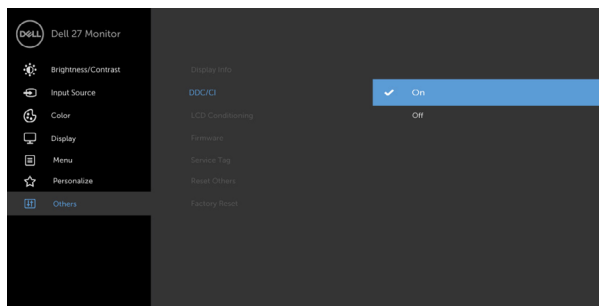 DELL
Dell 27 Monitor
Brightness/Contrast
Input Source
Color
Display
Menu
Personalize
Others
Display Info
DDC/CI
LCD Conditioning
Firmware
Service Tag
Reset Others
Factory Reset
On
Off